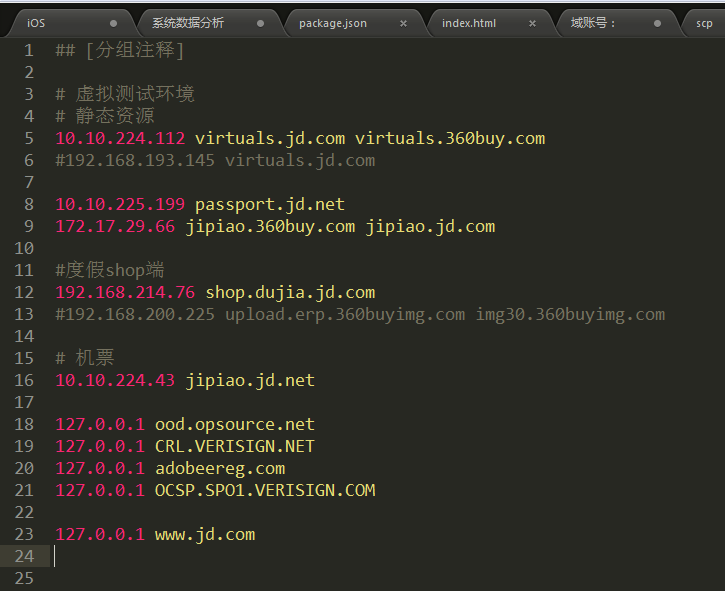 iOS
系统数据分析
package.json
index.html
域账号：
scp
1 ## [分组注释]
2
3 # 虚拟测试环境
4 # 静态资源
5 10.10.224.112 virtuals.jd.com virtuals.360buy.com
6 #192.168.193.145 virtuals.jd.com
7
8 10.10.225.199 passport.jd.net
9 172.17.29.66 jipiao.360buy.com jipiao.jd.com
10
11 #度假shop端
12 192.168.214.76 shop.dujia.jd.com
13 #192.168.200.225 upload.erp.360buyimg.com img30.360buyimg.com
14
15 # 机票
16 10.10.224.43 jipiao.jd.net
17
18 127.0.0.1 ood.opsource.net
19 127.0.0.1 CRL.VERISIGN.NET
20 127.0.0.1 adobeereg.com
21 127.0.0.1 OCSP.SPO1.VERISIGN.COM
22
23 127.0.0.1 www.jd.com
24
25